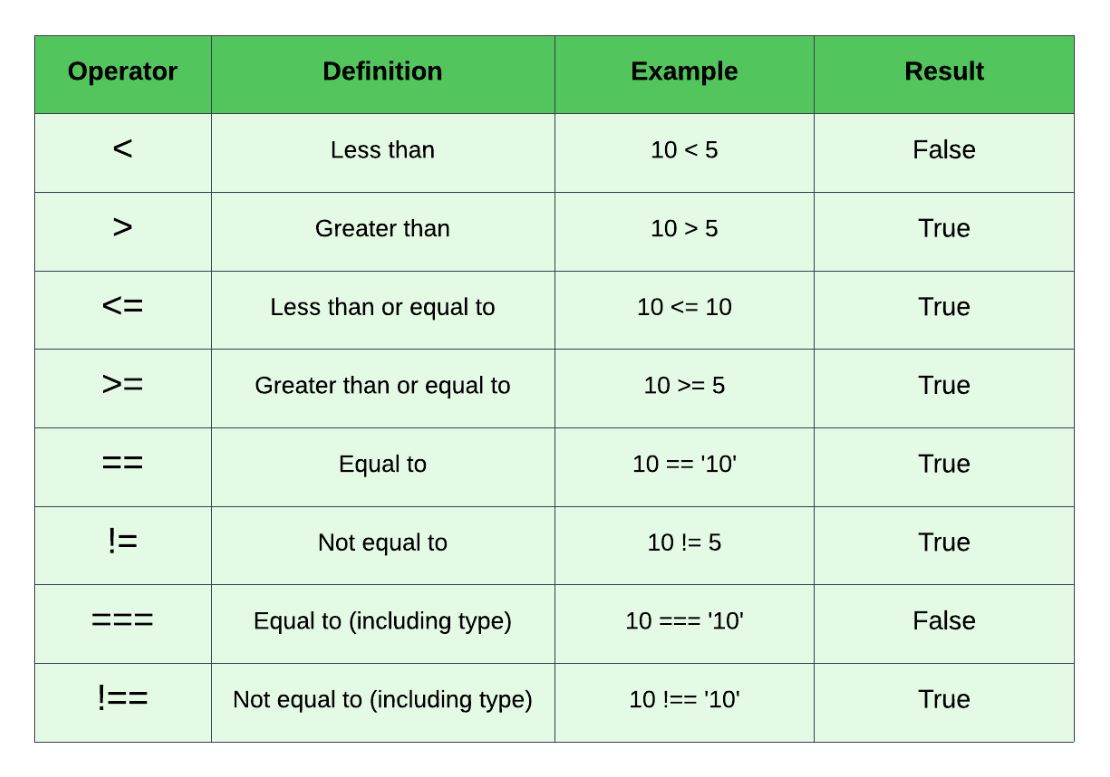 Operator Definition Example Result
< Less than 10 < 5 False
> Greater than 10 > 5 True
<= Less than or equal to 10 <= 10 True
>= Greater than or equal to 10 >= 5 True
== Equal to 10 == '10' True
!= Not equal to 10 != 5 True
=== Equal to (including type) 10 === '10' False
!== Not equal to (including type) 10 !== '10' True